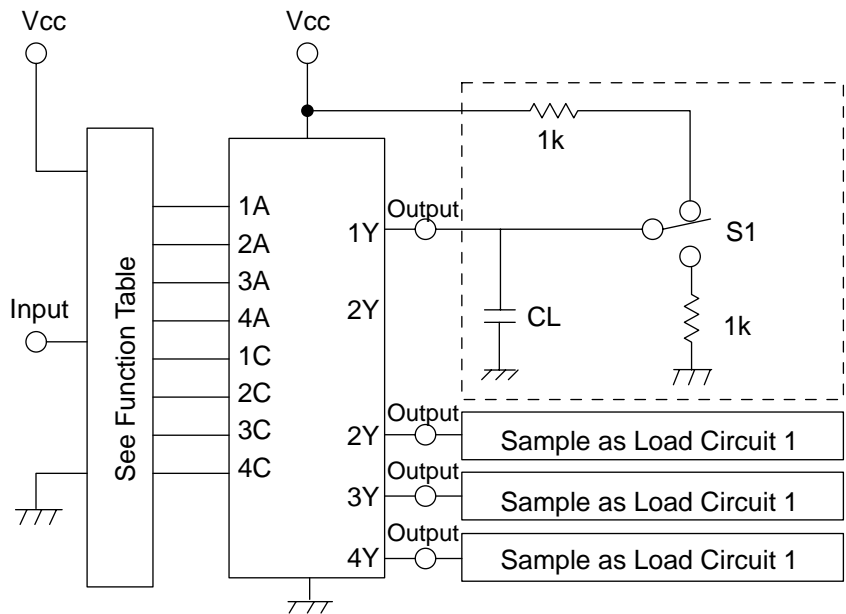 Vcc
Vcc
1k
1A
Output
1Y
S1
2A
3A
See Function Table
2Y
Input
4A
CL
1k
1C
2C
Output
3C
2Y
Sample as Load Circuit 1
4C
Output
3Y
Sample as Load Circuit 1
Output
4Y
Sample as Load Circuit 1